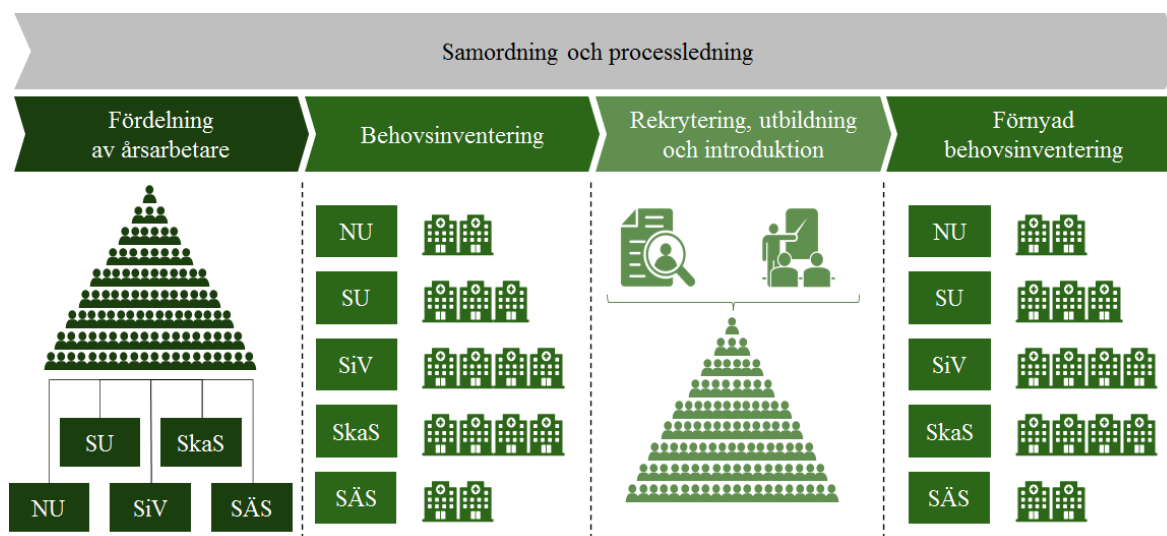 Samordning och processledning
Fördelning
av årsarbetare
Behovsinventering
Rekrytering, utbildning
och introduktion
Förnyad
behovsinventering
SU
SkaS
NU
SiV
SÄS
NU
SU
SiV
SkaS
SÄS
NU
SU
SiV
SkaS
SÄS